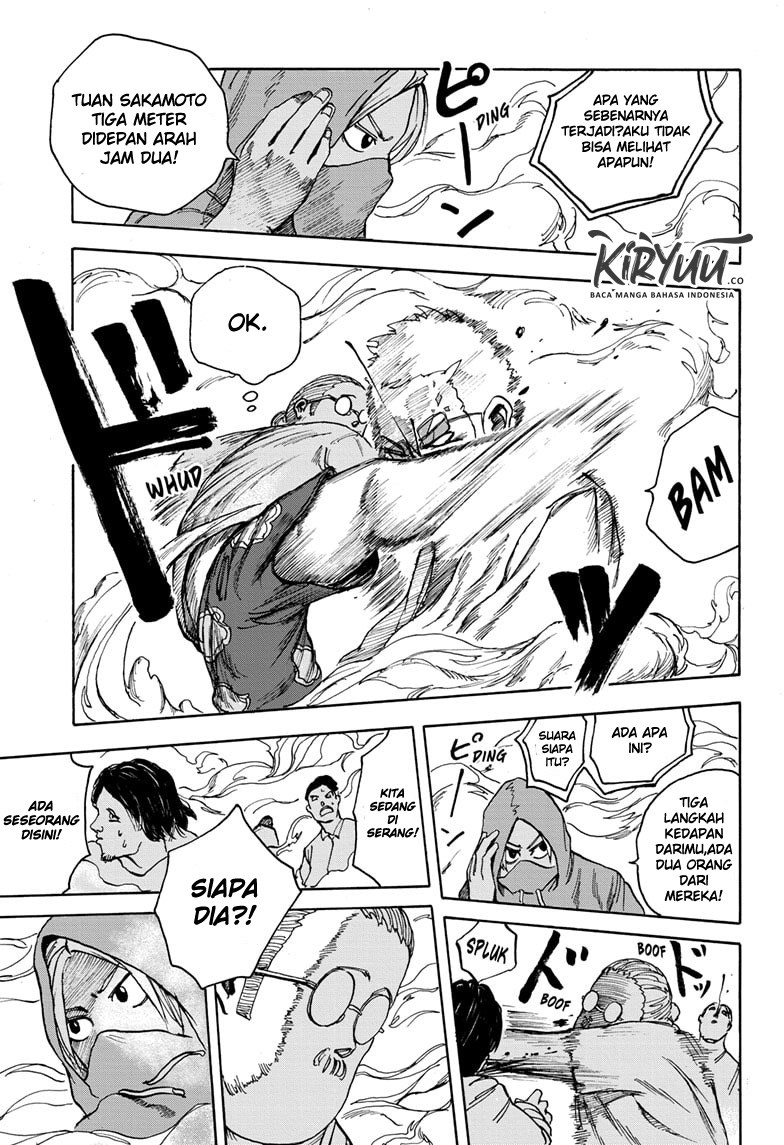 APA YANG
SEBENARNYA
TERJADI?AKU TIDAK
BISA MELIHAT
APAPUN!
ピーン
DING
TUAN SAKAMOTO
TIGA METER
DIDEPAN ARAH
JAM DUA!
KIRYUU.CO
BACA MANGA BAHASA INDONESIA
OK.
BAM
ドッ
WHUD
ADA APA
INI?
SUARA
SIAPA
ITU?
ピーン
DING
TIGA
LANGKAH
KEDAPAN
DARIMU,ADA
DUA ORANG
DARI
MEREKA!
KITA
SEDANG
DI
SERANG!
ADA
SESEORANG
DISINI!
BOOF
ドッ
ド
BOOF
SPLUK
SIAPA
DIA?!